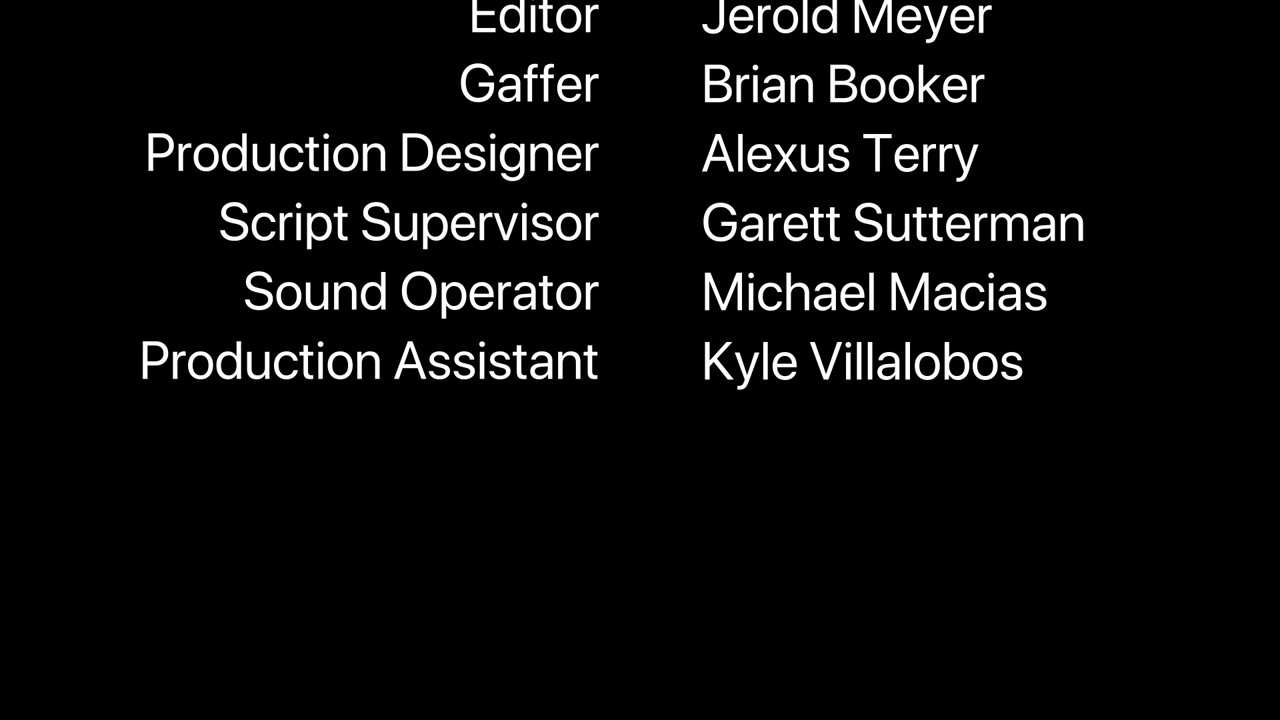 Editor Jerold Meyer
Gaffer Brian Booker
Production Designer Alexus Terry
Script Supervisor Garett Sutterman
Sound Operator Michael Macias
Production Assistant Kyle Villalobos